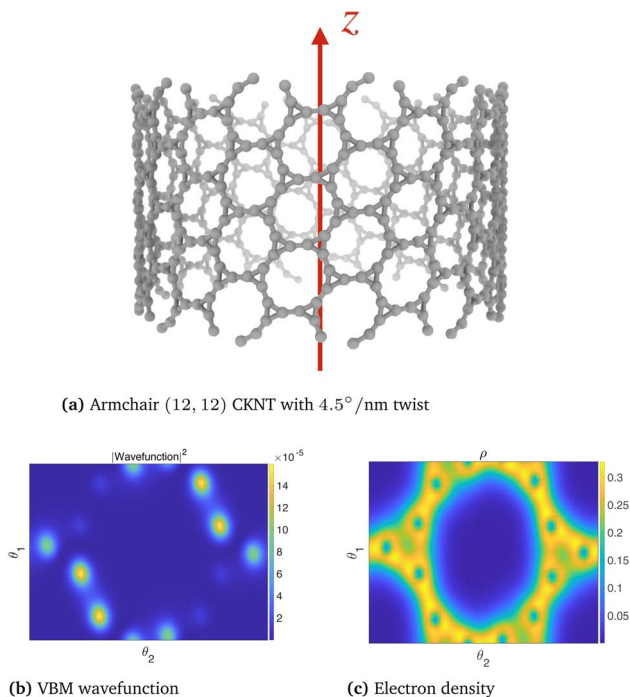 z
(a) Armchair (12, 12) CKNT with 4.5°/nm twist
|Wavefunction|²
×10⁻⁵
14
12
10
8
6
4
2
θ₁
θ₂
(b) VBM wavefunction
ρ
0.3
0.25
0.2
0.15
0.1
0.05
θ₁
θ₂
(c) Electron density